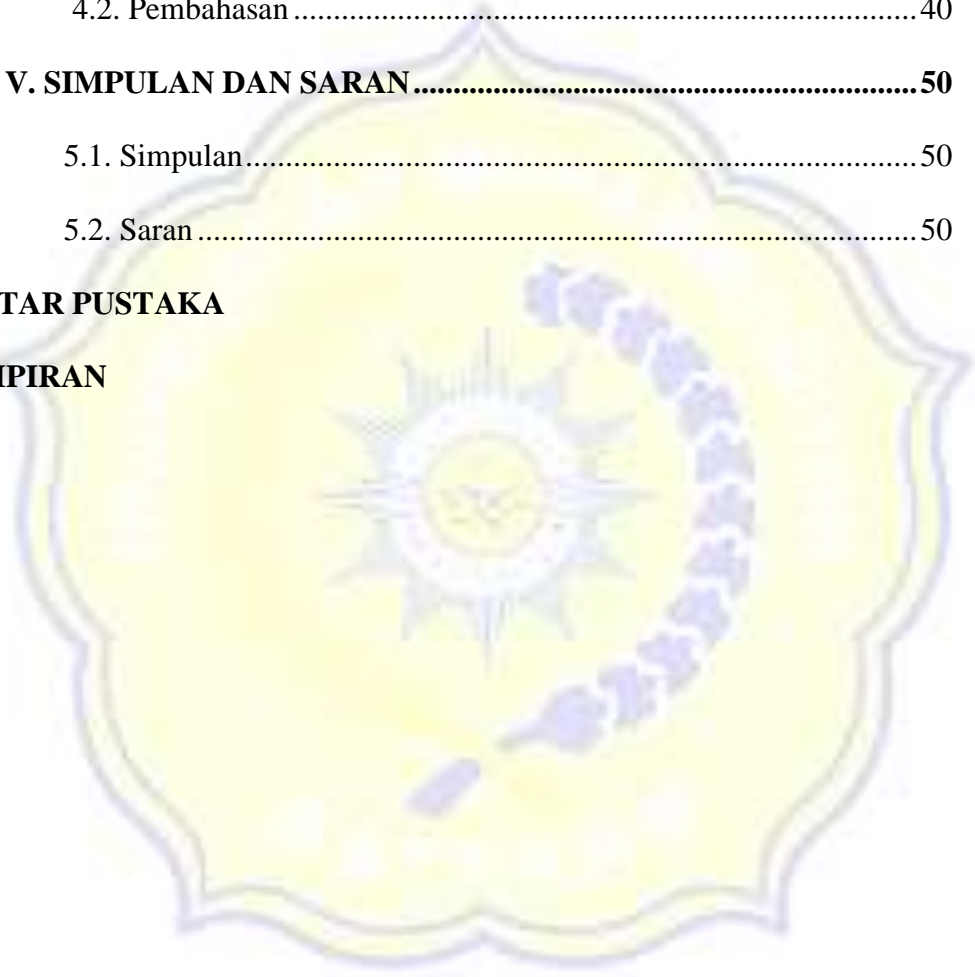 4.2. Pembahasan ........................................................................ 40
V. SIMPULAN DAN SARAN ............................................................... 50
5.1. Simpulan ........................................................................... 50
5.2. Saran ................................................................................. 50
TAR PUSTAKA
IPIRAN